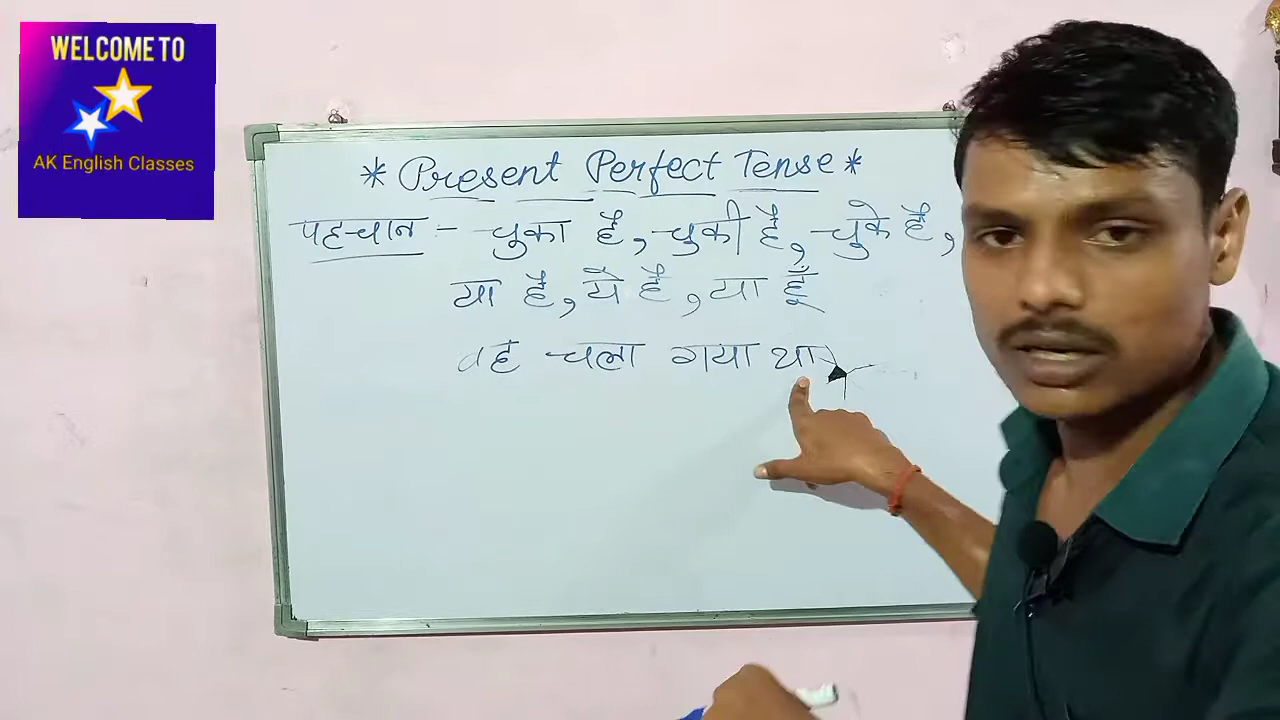 WELCOME TO
AK English Classes
* Present Perfect Tense *
पहचान - चुका है, चुकी है, चुके है,
या है, ये है, या हूँ
वह चला गया था